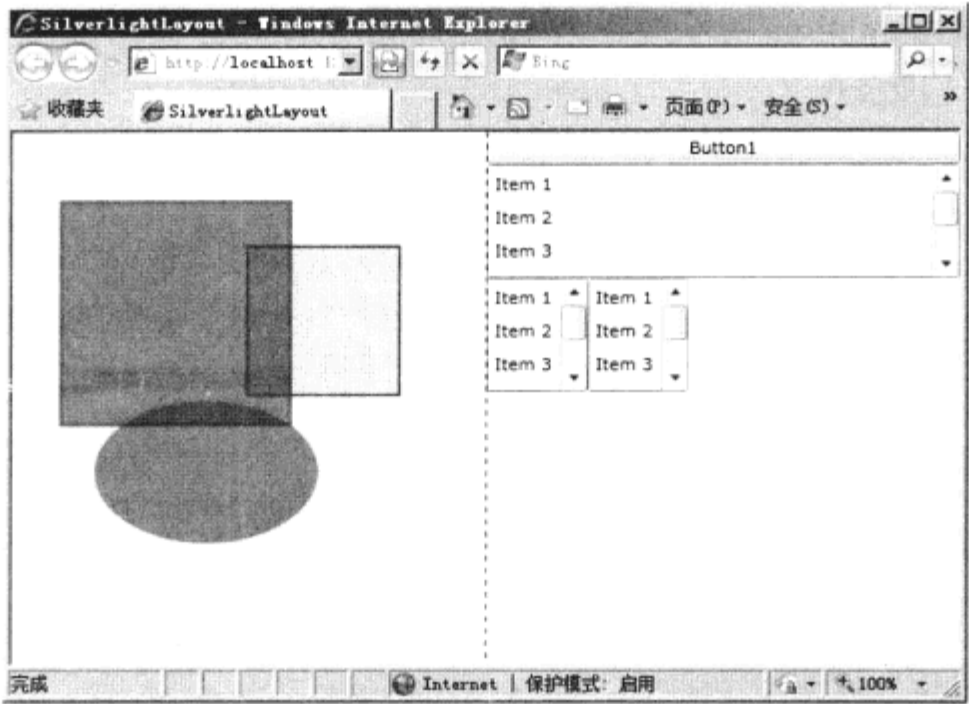 SilverlightLayout - Windows Internet Explorer
http://localhost
Bing
收藏夹
SilverlightLayout
页面(P)
安全(S)
»
Button1
Item 1
Item 2
Item 3
Item 1
Item 2
Item 3
Item 1
Item 2
Item 3
完成
Internet | 保护模式: 启用
100%